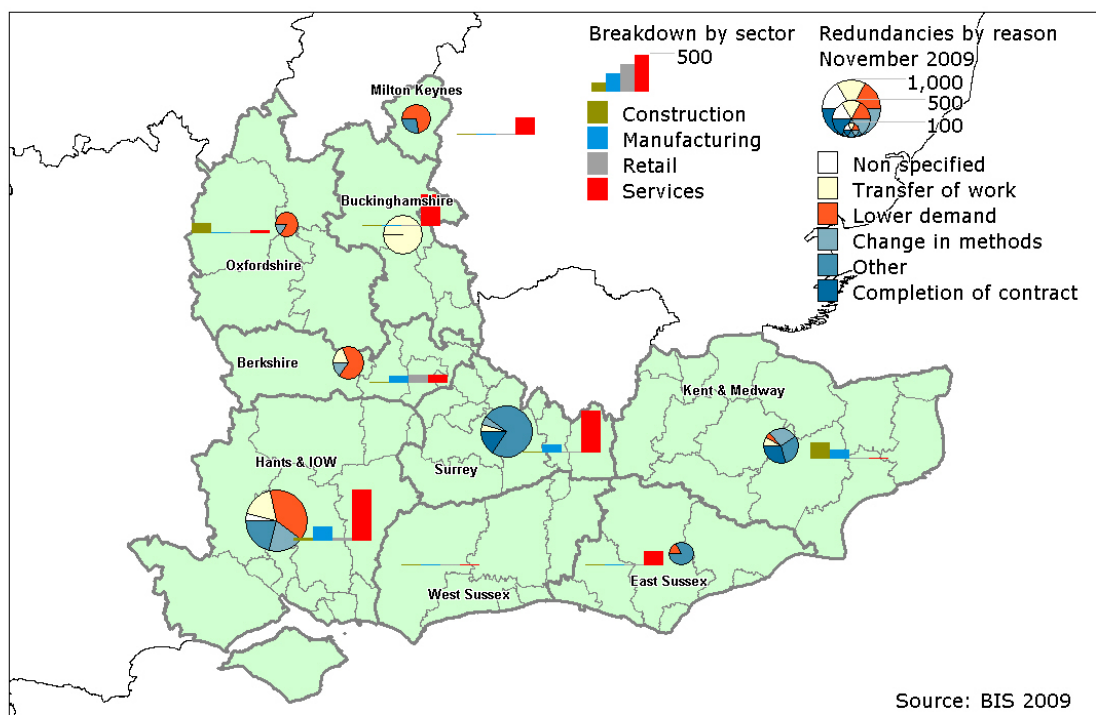 Breakdown by sector
500
Construction
Manufacturing
Retail
Services
Redundancies by reason
November 2009
1,000
500
100
Non specified
Transfer of work
Lower demand
Change in methods
Other
Completion of contract
Milton Keynes
Buckinghamshire
Oxfordshire
Berkshire
Kent & Medway
Surrey
Hants & IOW
West Sussex
East Sussex
Source: BIS 2009